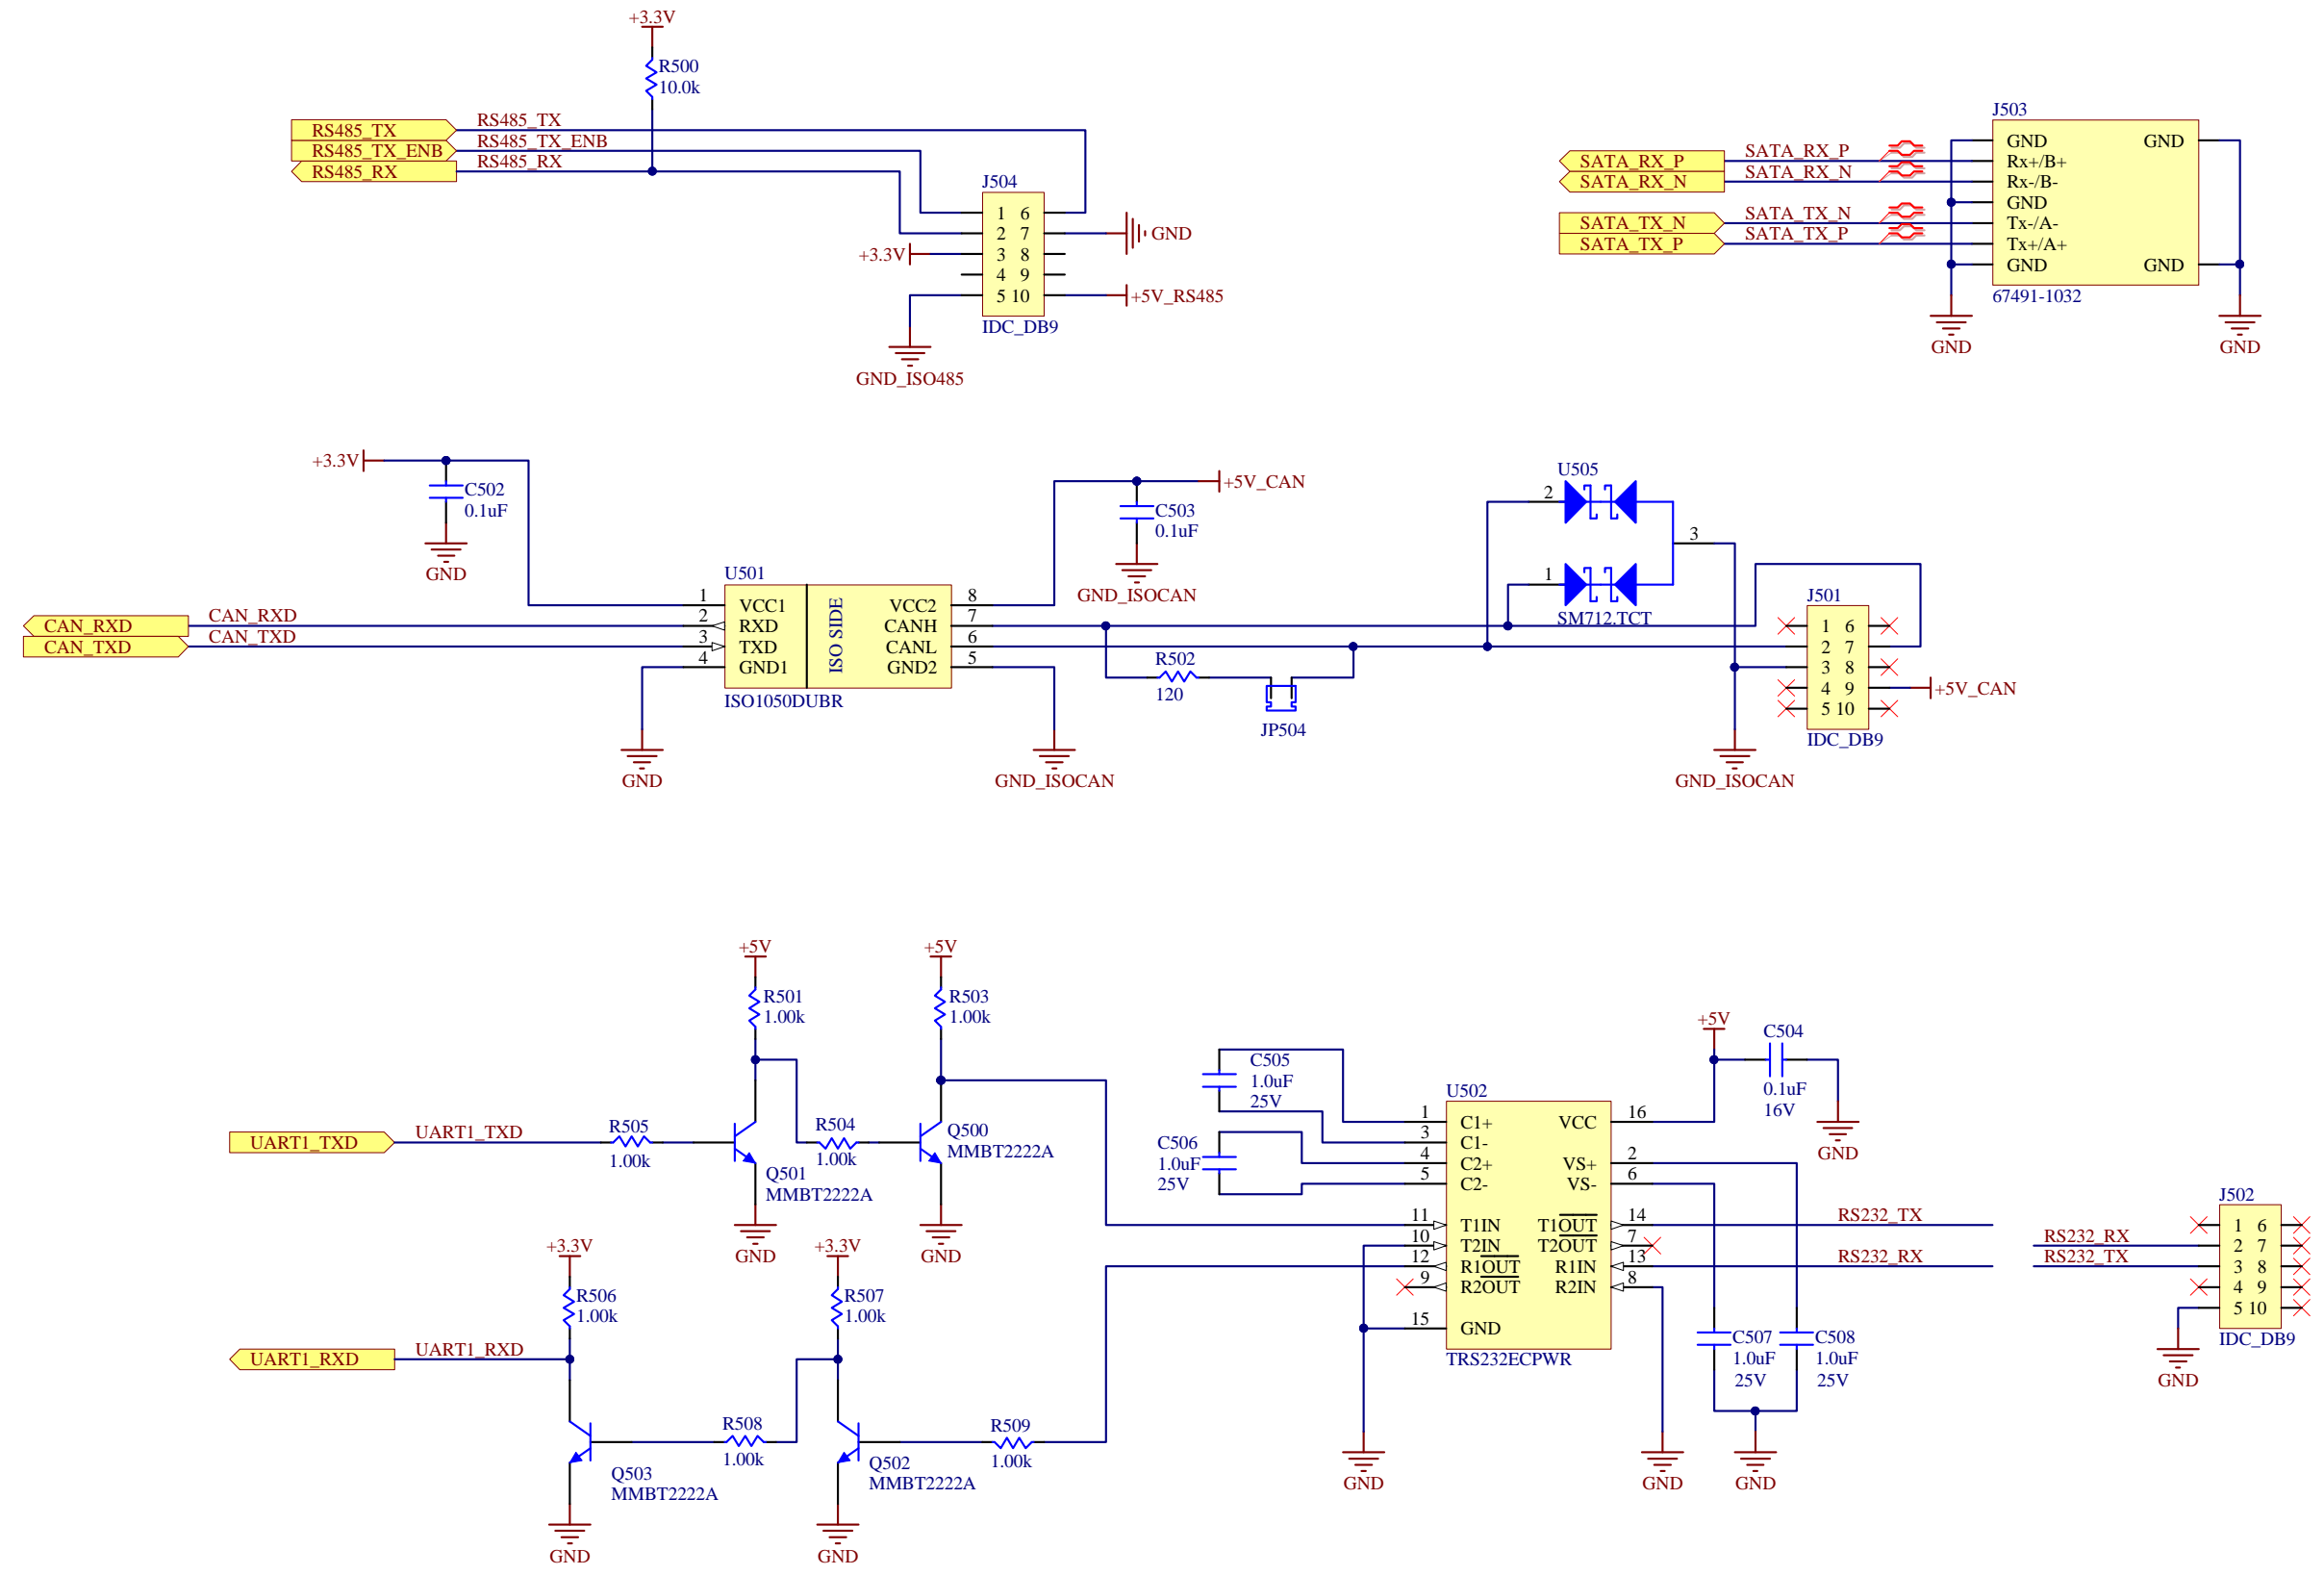 +3.3V
R500
10.0k
RS485_TX
RS485_TX
RS485_TX_ENB
RS485_TX_ENB
RS485_RX
RS485_RX
J504
1 6
2 7
3 8
4 9
5 10
IDC_DB9
GND
+3.3V
+5V_RS485
GND_ISO485
J503
GND GND
Rx+/B+
Rx-/B-
GND
Tx-/A-
Tx+/A+
GND GND
67491-1032
SATA_RX_P
SATA_RX_P
SATA_RX_N
SATA_RX_N
SATA_TX_N
SATA_TX_N
SATA_TX_P
SATA_TX_P
GND
GND
+3.3V
C502
0.1uF
GND
+5V_CAN
C503
0.1uF
GND_ISOCAN
U505
2
3
1
SM712.TCT
U501
1 VCC1 VCC2 8
2 RXD CANH 7
3 TXD CANL 6
4 GND1 GND2 5
ISO SIDE
ISO1050DUBR
CAN_RXD
CAN_RXD
CAN_TXD
CAN_TXD
R502
120
JP504
J501
1 6
2 7
3 8
4 9
5 10
IDC_DB9
+5V_CAN
GND
GND_ISOCAN
GND_ISOCAN
+5V
+5V
R501
1.00k
R503
1.00k
UART1_TXD
UART1_TXD
R505
1.00k
R504
1.00k
Q501
MMBT2222A
Q500
MMBT2222A
GND
GND
+3.3V
+3.3V
R506
1.00k
R507
1.00k
UART1_RXD
UART1_RXD
R508
1.00k
R509
1.00k
Q503
MMBT2222A
Q502
MMBT2222A
GND
GND
C505
1.0uF
25V
C506
1.0uF
25V
+5V
C504
0.1uF
16V
GND
U502
1 C1+ VCC 16
3 C1-
4 C2+ VS+ 2
5 C2- VS- 6
11 T1IN T1OUT 14
10 T2IN T2OUT 7
12 R1OUT R1IN 13
9 R2OUT R2IN 8
15 GND
TRS232ECPWR
RS232_TX
RS232_RX
C507
1.0uF
25V
C508
1.0uF
25V
GND
GND
GND
RS232_RX
RS232_TX
J502
1 6
2 7
3 8
4 9
5 10
IDC_DB9
GND